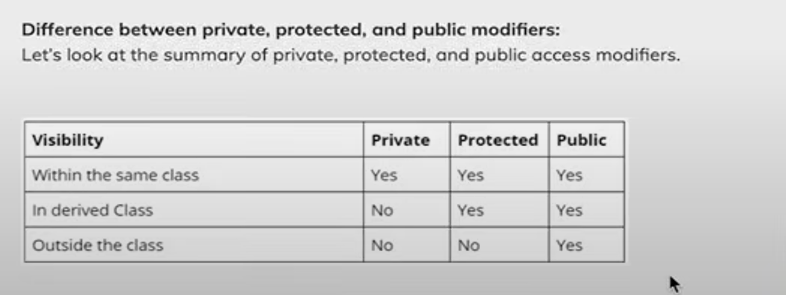 Difference between private, protected, and public modifiers:
Let's look at the summary of private, protected, and public access modifiers.
Visibility Private Protected Public
Within the same class Yes Yes Yes
In derived Class No Yes Yes
Outside the class No No Yes